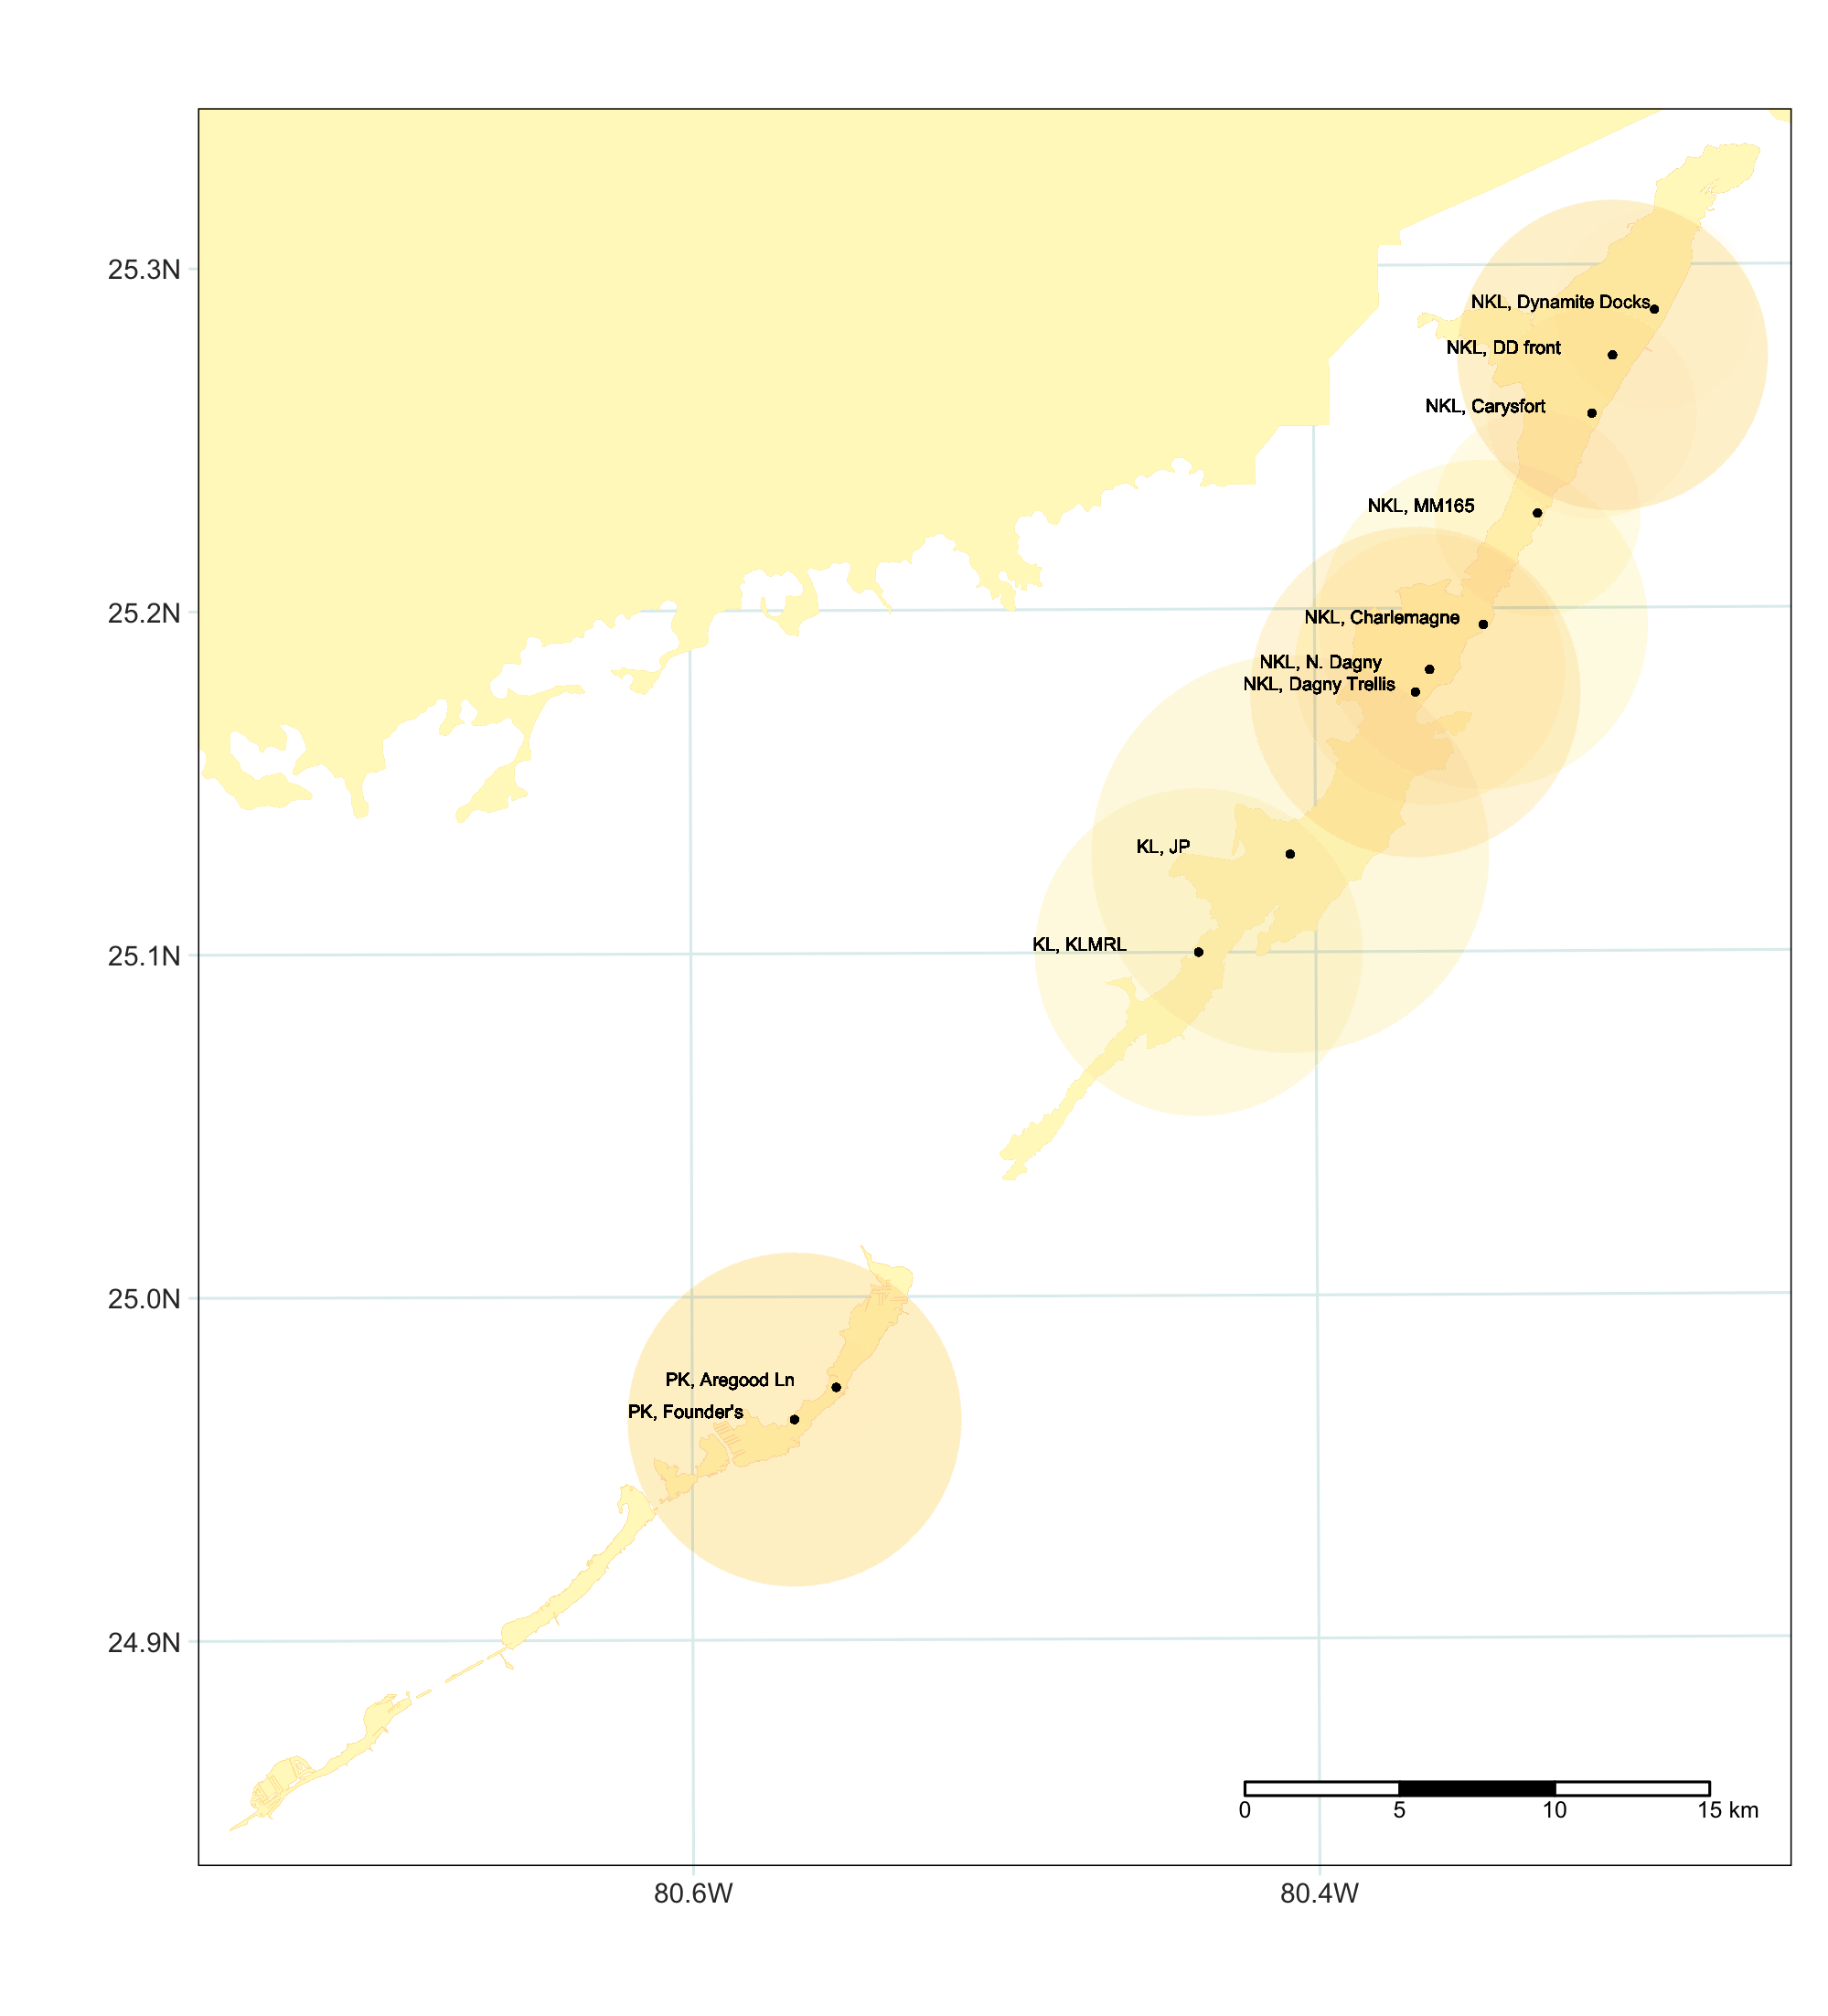 25.3N
NKL, Dynamite Docks
NKL, DD front
NKL, Carysfort
NKL, MM165
25.2N
NKL, Charlemagne
NKL, N. Dagny
NKL, Dagny Trellis
KL, JP
25.1N
KL, KLMRL
25.0N
PK, Aregood Ln
PK, Founder's
24.9N
0 5 10 15 km
80.6W 80.4W